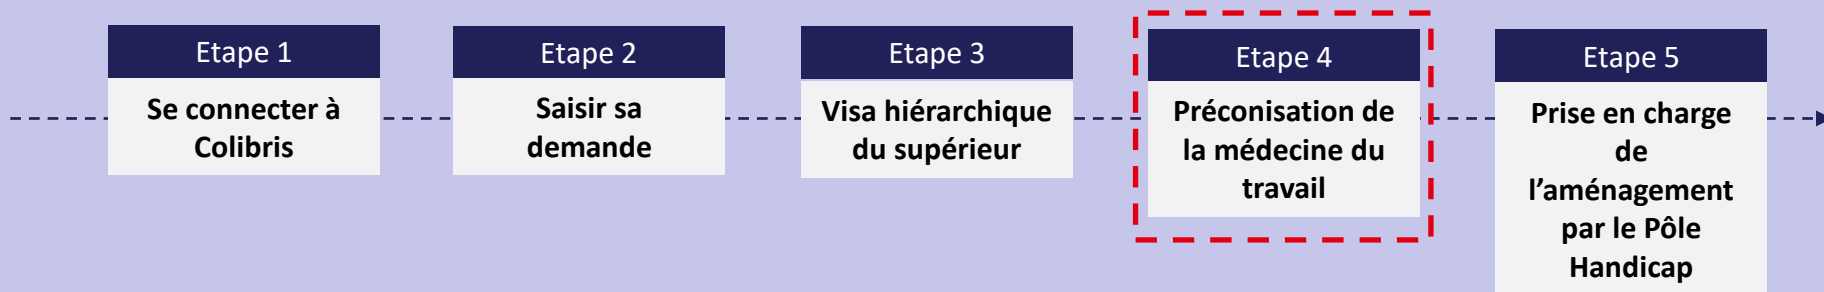 Etape 1
Se connecter à
Colibris
Etape 2
Saisir sa
demande
Etape 3
Visa hiérarchique
du supérieur
Etape 4
Préconisation de
la médecine du
travail
Etape 5
Prise en charge
de
l’aménagement
par le Pôle
Handicap